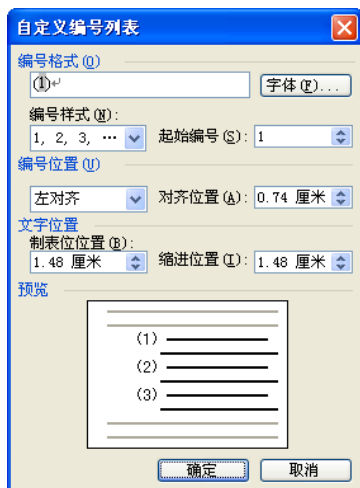 自定义编号列表
编号格式(O)
(1)↵
字体(F)...
编号样式(N):
1, 2, 3, … 起始编号(S): 1
编号位置(U)
左对齐 对齐位置(A): 0.74 厘米
文字位置
制表位位置(B):
1.48 厘米 缩进位置(I): 1.48 厘米
预览
(1)
(2)
(3)
确定 取消